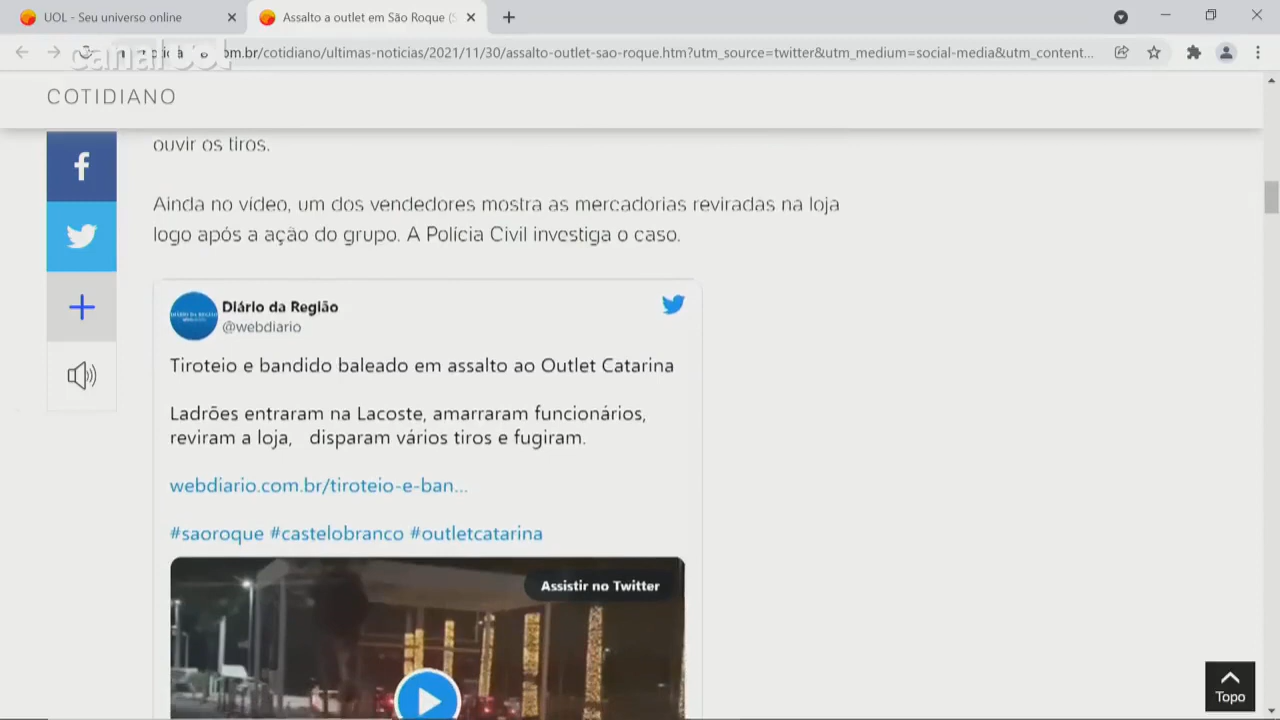 UOL - Seu universo online
Assalto a outlet em São Roque (S
canal UOL
om.br/cotidiano/ultimas-noticias/2021/11/30/assalto-outlet-sao-roque.htm?utm_source=twitter&utm_medium=social-media&utm_content...
COTIDIANO
ouvir os tiros.
Ainda no vídeo, um dos vendedores mostra as mercadorias reviradas na loja
logo após a ação do grupo. A Polícia Civil investiga o caso.
Diário da Região
@webdiario
Tiroteio e bandido baleado em assalto ao Outlet Catarina
Ladrões entraram na Lacoste, amarraram funcionários,
reviram a loja, disparam vários tiros e fugiram.
webdiario.com.br/tiroteio-e-ban...
#saoroque #castelobranco #outletcatarina
Assistir no Twitter
Topo